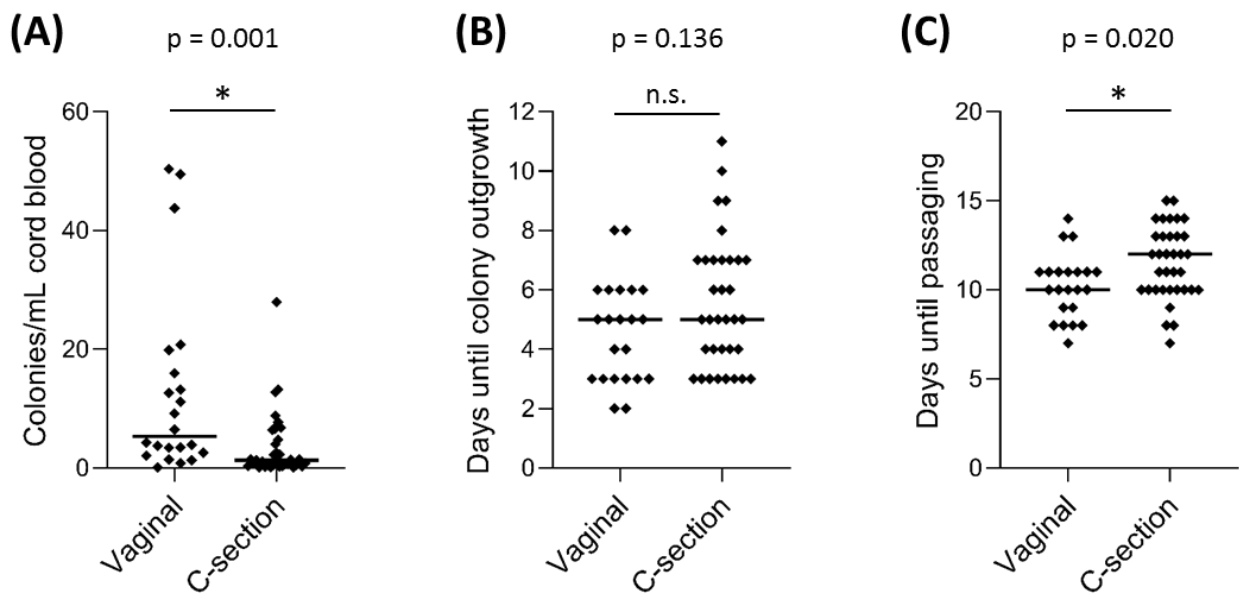 (A)
p = 0.001
*
Colonies/mL cord blood
60
40
20
0
Vaginal
C-section
(B)
p = 0.136
n.s.
Days until colony outgrowth
12
10
8
6
4
2
0
Vaginal
C-section
(C)
p = 0.020
*
Days until passaging
20
15
10
5
0
Vaginal
C-section